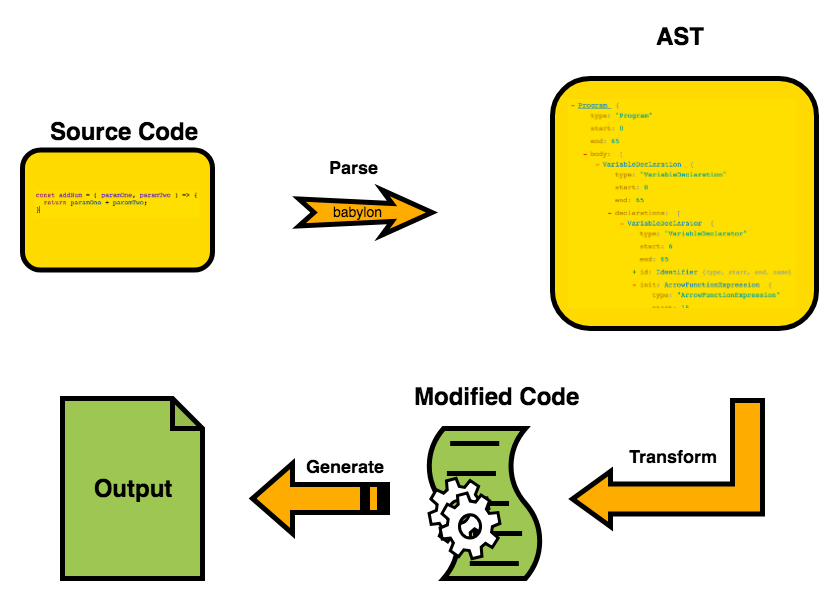 AST
Source Code
const addNum = ( paramOne, paramTwo ) => {
return paramOne + paramTwo;
}
Parse
babylon
- Program {
type: "Program"
start: 0
end: 65
- body: [
- VariableDeclaration {
type: "VariableDeclaration"
start: 0
end: 65
- declarations: [
- VariableDeclarator {
type: "VariableDeclarator"
start: 6
end: 65
+ id: Identifier {type, start, end, name}
- init: ArrowFunctionExpression {
type: "ArrowFunctionExpression"
Modified Code
Transform
Generate
Output